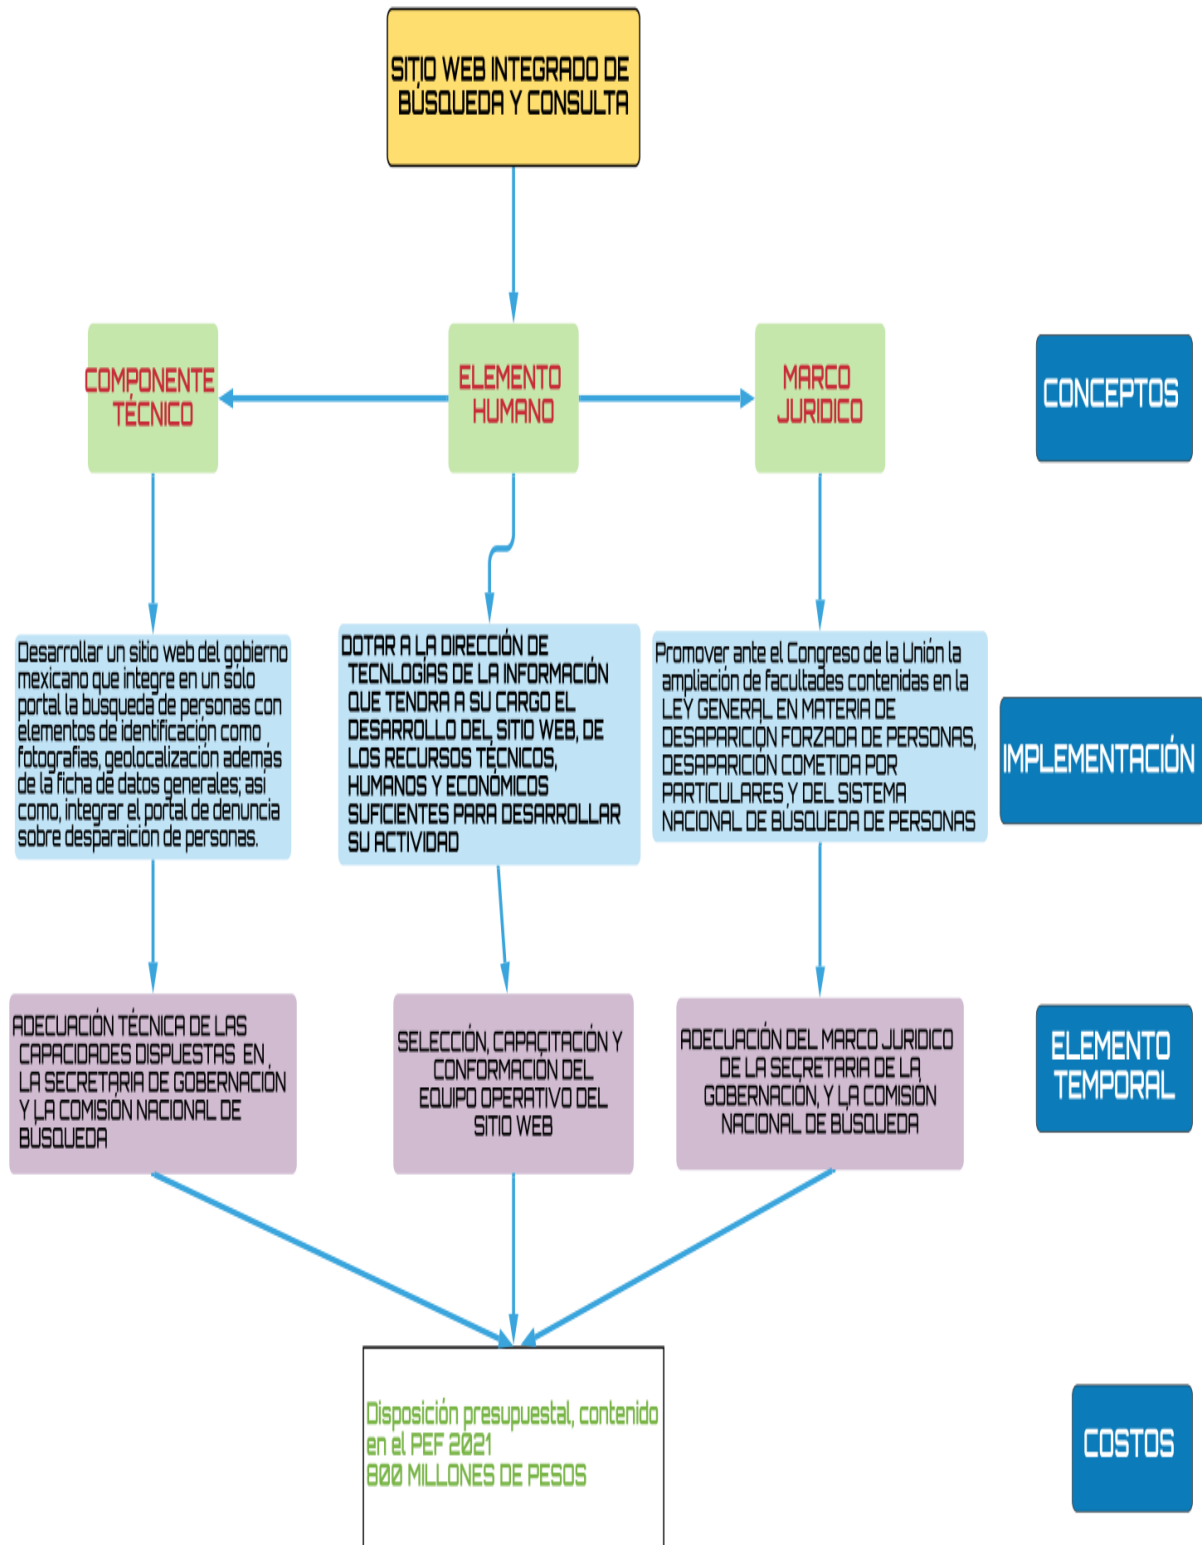 SITIO WEB INTEGRADO DE
BÚSQUEDA Y CONSULTA
COMPONENTE
TÉCNICO
ELEMENTO
HUMANO
MARCO
JURIDICO
CONCEPTOS
Desarrollar un sitio web del gobierno
mexicano que integre en un sólo
portal la búsqueda de personas con
elementos de identificación como
fotografias, geolocalización además
de la ficha de datos generales; así
como, integrar el portal de denuncia
sobre desparaición de personas.
DOTAR A LA DIRECCIÓN DE
TECNLOGÍAS DE LA INFORMACIÓN
QUE TENDRA A SU CARGO EL
DESARROLLO DEL SITIO WEB, DE
LOS RECURSOS TÉCNICOS,
HUMANOS Y ECONÓMICOS
SUFICIENTES PARA DESARROLLAR
SU ACTIVIDAD
Promover ante el Congreso de la Unión la
ampliación de facultades contenidas en la
LEY GENERAL EN MATERIA DE
DESAPARICIÓN FORZADA DE PERSONAS,
DESAPARICIÓN COMETIDA POR
PARTICULARES Y DEL SISTEMA
NACIONAL DE BÚSQUEDA DE PERSONAS
IMPLEMENTACIÓN
ADECUACIÓN TÉCNICA DE LAS
CAPACIDADES DISPUESTAS EN
LA SECRETARIA DE GOBERNACIÓN
Y LA COMISIÓN NACIONAL DE
BÚSQUEDA
SELECCIÓN, CAPACITACIÓN Y
CONFORMACIÓN DEL
EQUIPO OPERATIVO DEL
SITIO WEB
ADECUACIÓN DEL MARCO JURIDICO
DE LA SECRETARIA DE LA
GOBERNACIÓN, Y LA COMISIÓN
NACIONAL DE BÚSQUEDA
ELEMENTO
TEMPORAL
Disposición presupuestal, contenido
en el PEF 2021
800 MILLONES DE PESOS
COSTOS